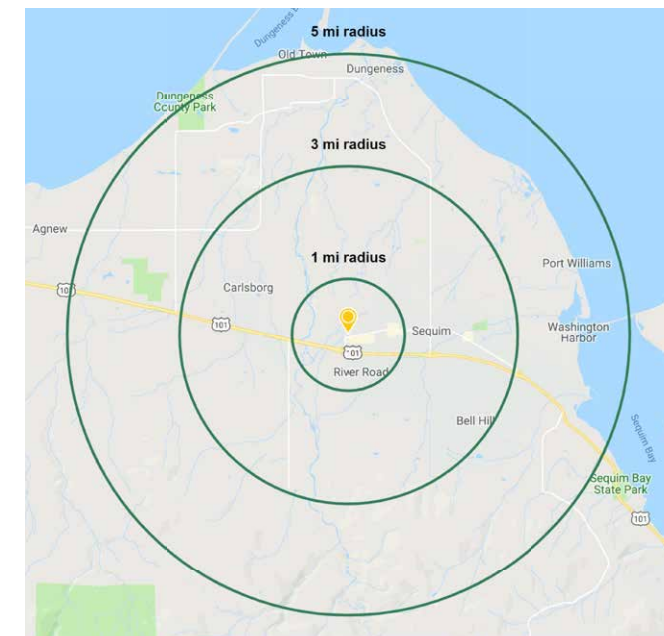 5 mi radius
Dungeness B
Old Town
Dungeness
Dungeness
County Park
3 mi radius
Agnew
1 mi radius
Port Williams
Carlsborg
101
101
Sequim
Washington
Harbor
101
River Road
Bell Hill
Sequim Bay
Sequim Bay
State Park
101